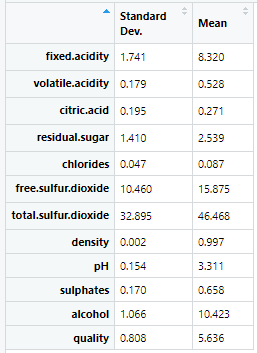 Standard Dev. Mean
fixed.acidity 1.741 8.320
volatile.acidity 0.179 0.528
citric.acid 0.195 0.271
residual.sugar 1.410 2.539
chlorides 0.047 0.087
free.sulfur.dioxide 10.460 15.875
total.sulfur.dioxide 32.895 46.468
density 0.002 0.997
pH 0.154 3.311
sulphates 0.170 0.658
alcohol 1.066 10.423
quality 0.808 5.636